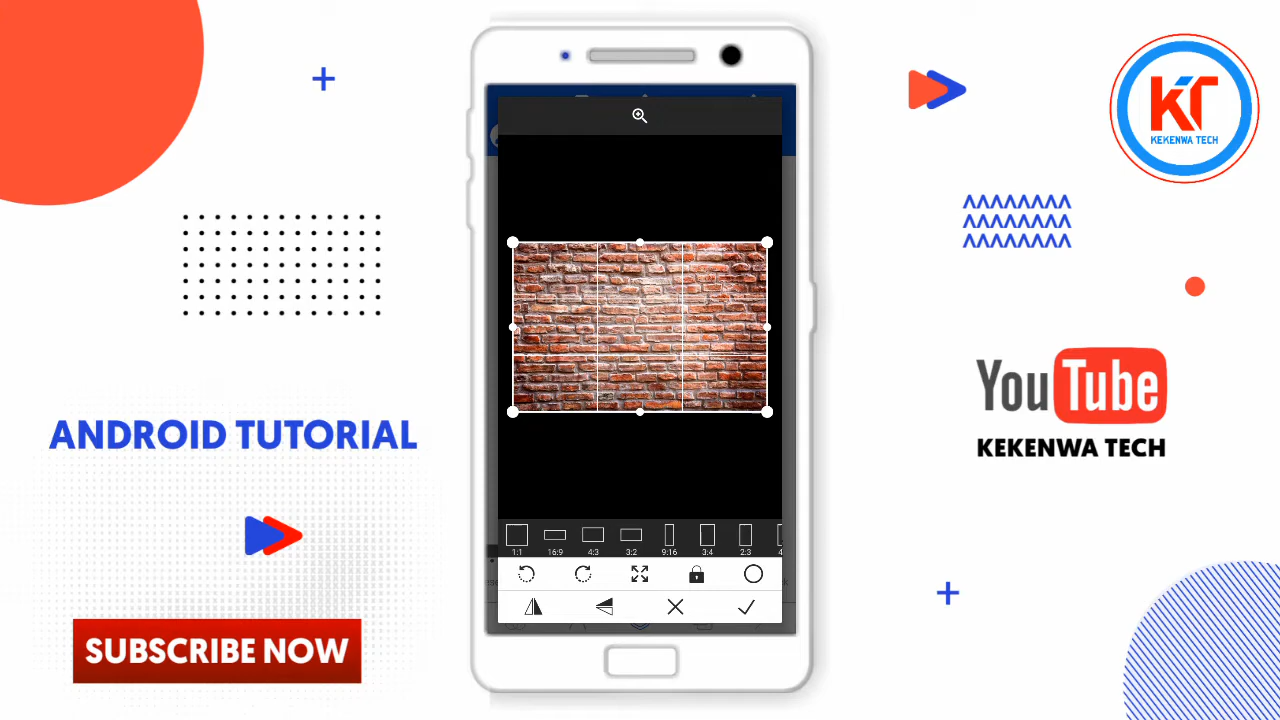 KT
KEKENWA TECH
ANDROID TUTORIAL
SUBSCRIBE NOW
1:1 16:9 4:3 3:2 9:16 3:4 2:3
YouTube
KEKENWA TECH